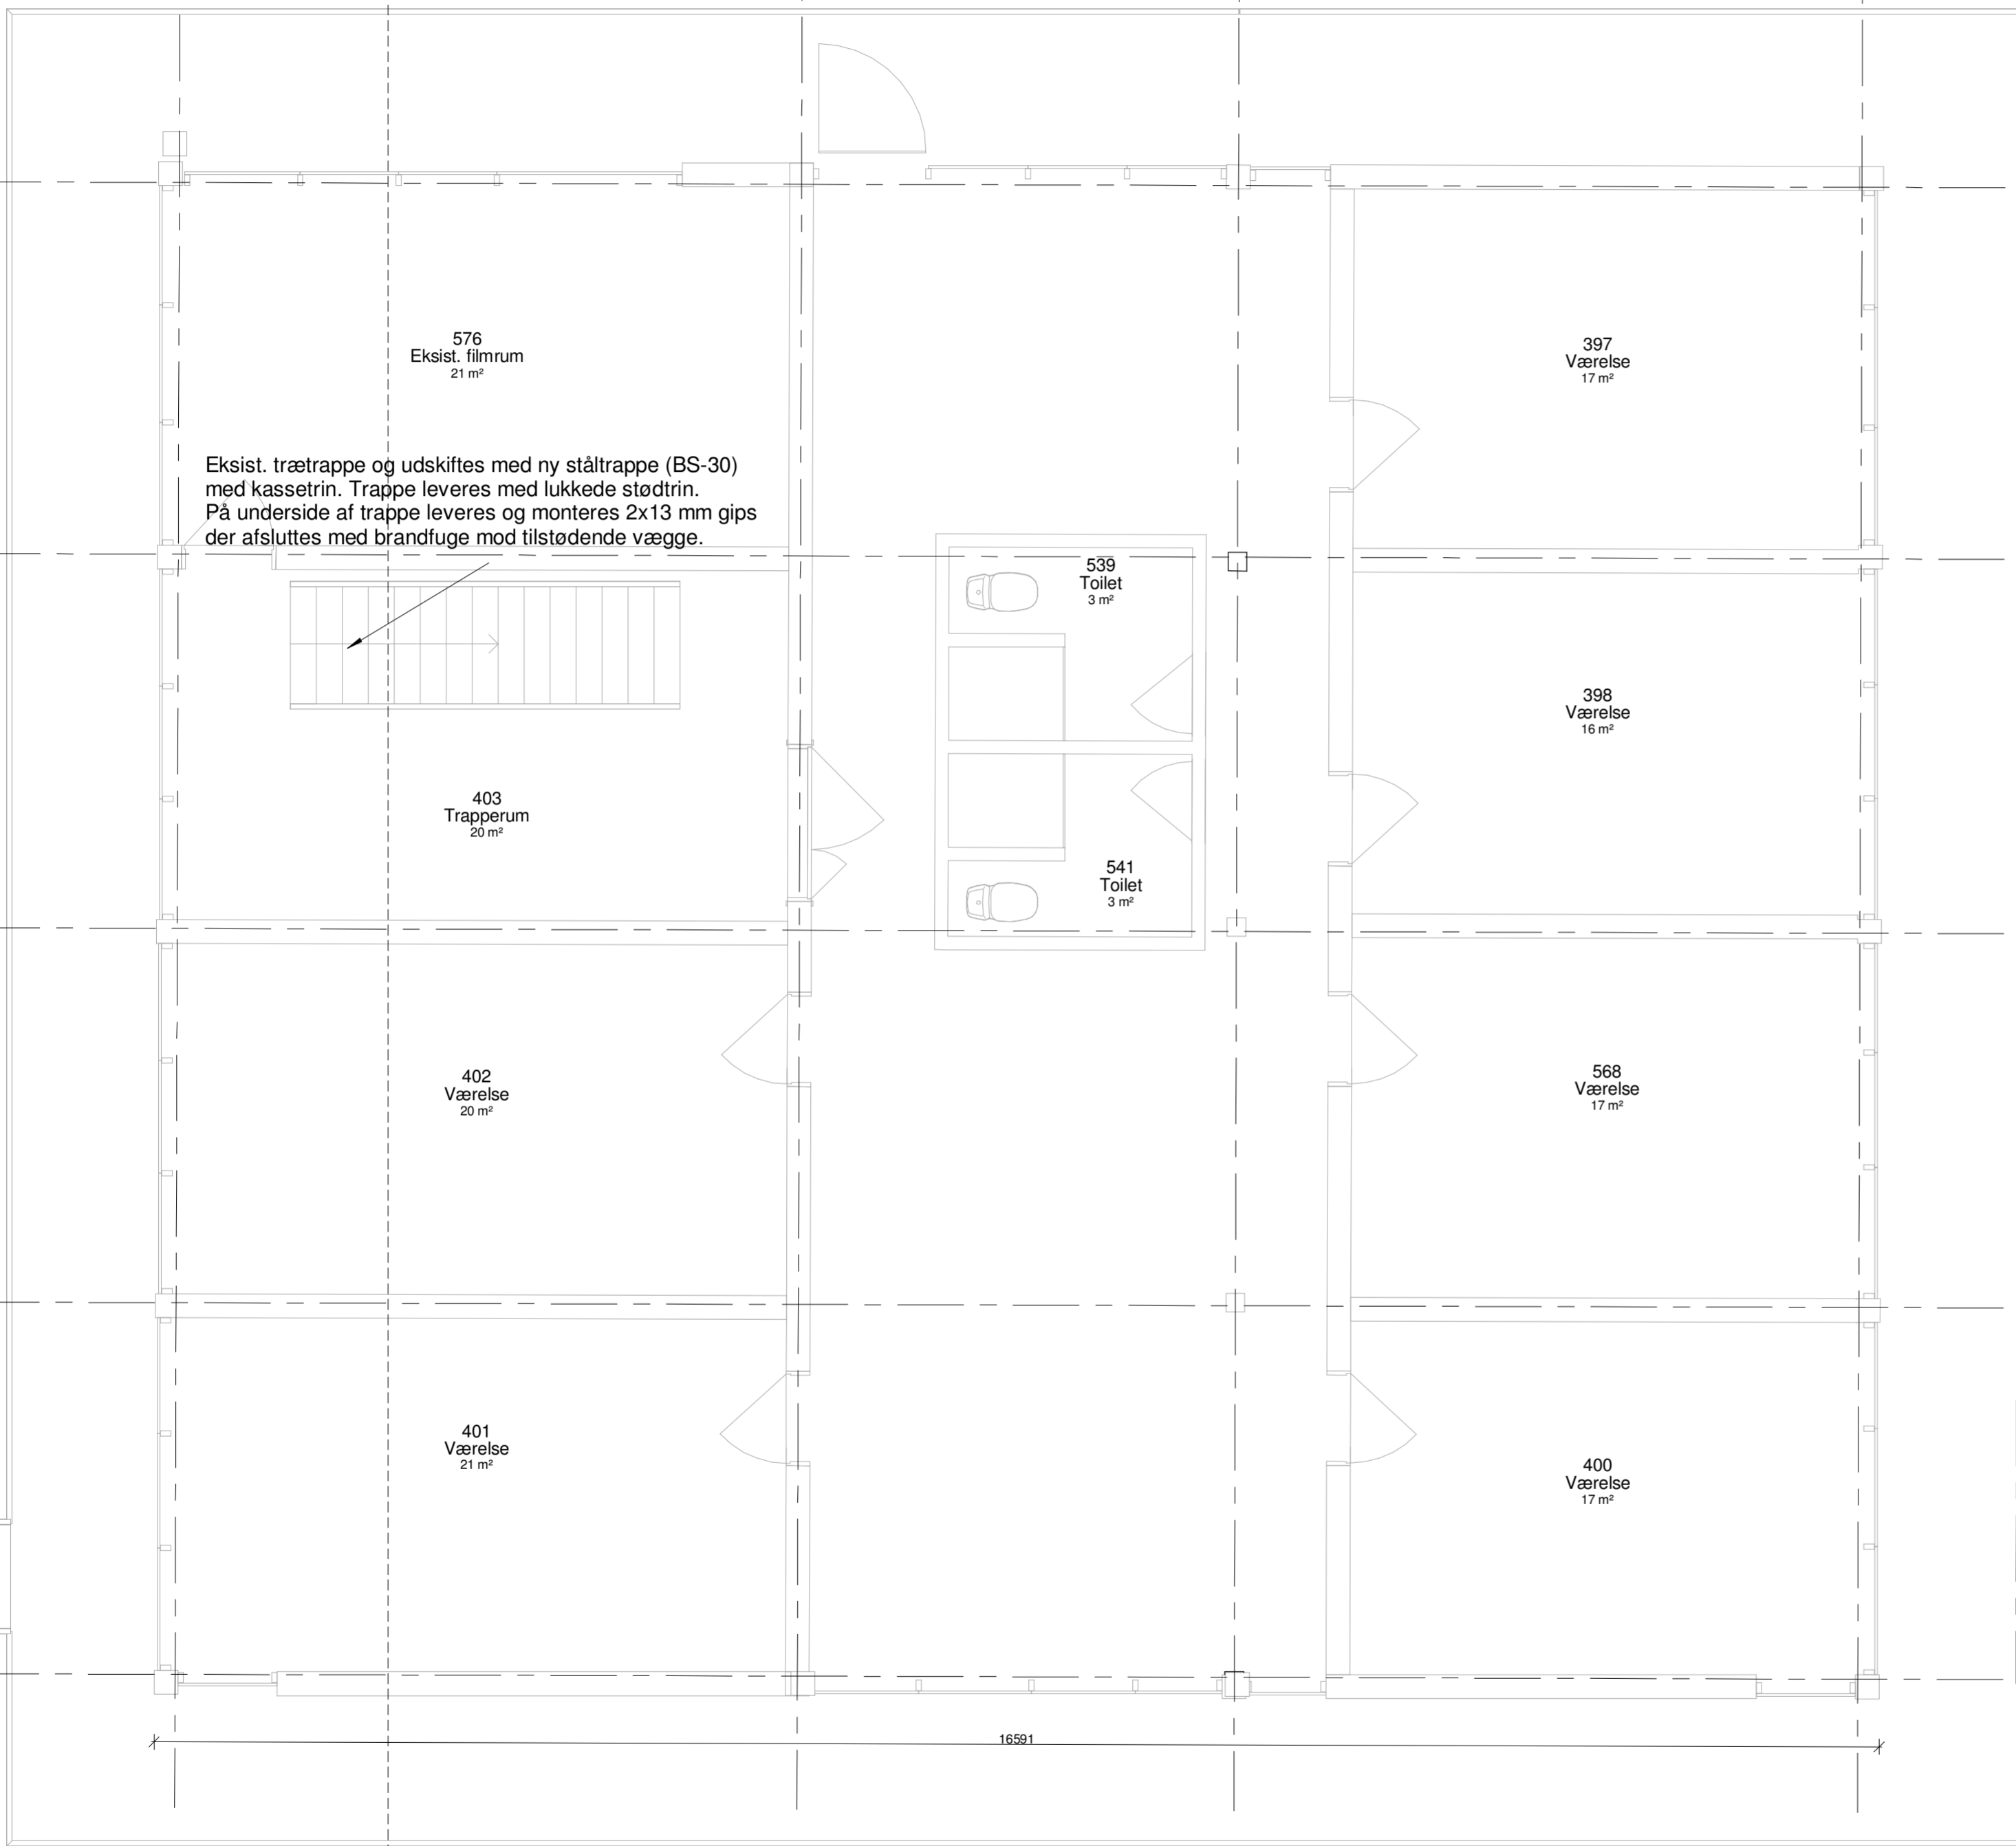 576
Eksist. filmrum
21 m²
397
Værelse
17 m²
Eksist. trætrappe og udskiftes med ny ståltrappe (BS-30)
med kassetrin. Trappe leveres med lukkede stødtrin.
På underside af trappe leveres og monteres 2x13 mm gips
der afsluttes med brandfuge mod tilstødende vægge.
539
Toilet
3 m²
398
Værelse
16 m²
403
Trapperum
20 m²
541
Toilet
3 m²
402
Værelse
20 m²
568
Værelse
17 m²
401
Værelse
21 m²
400
Værelse
17 m²
16591